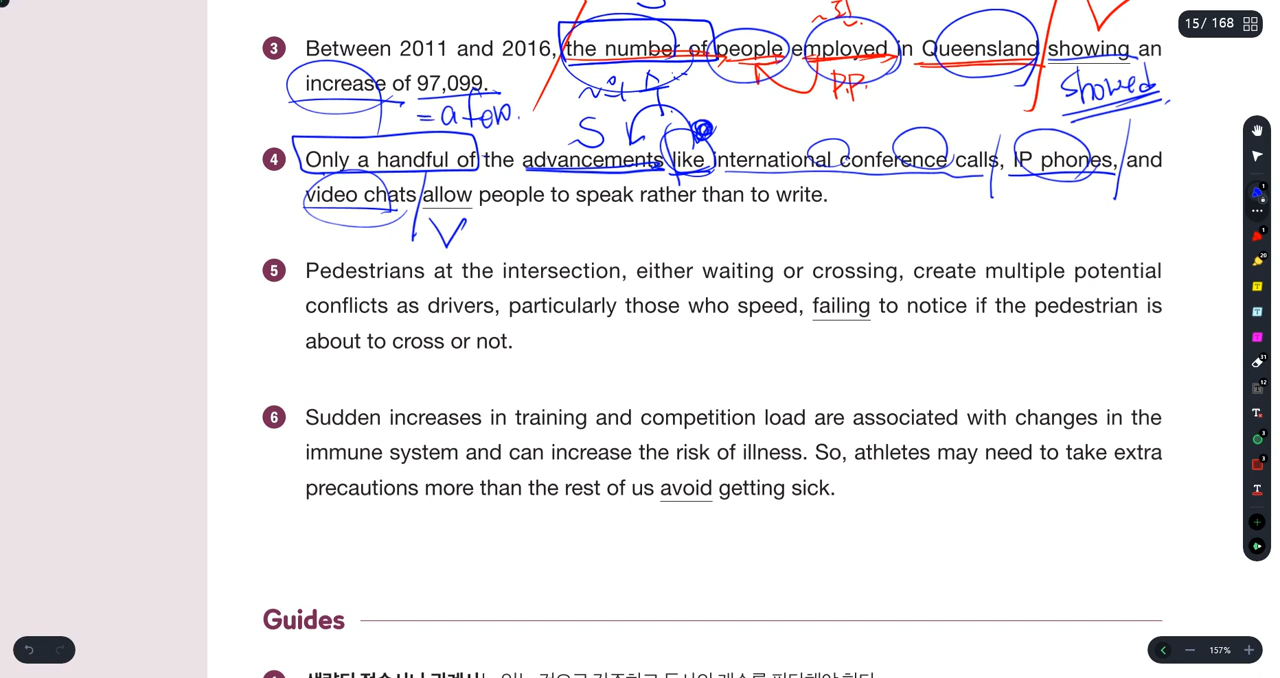 15 / 168
3 Between 2011 and 2016, the number of people employed in Queensland showing an
increase of 97,099.
P.P.
showed
= a few.
S
4 Only a handful of the advancements like international conference calls, IP phones, and
video chats allow people to speak rather than to write.
V
5 Pedestrians at the intersection, either waiting or crossing, create multiple potential
conflicts as drivers, particularly those who speed, failing to notice if the pedestrian is
about to cross or not.
6 Sudden increases in training and competition load are associated with changes in the
immune system and can increase the risk of illness. So, athletes may need to take extra
precautions more than the rest of us avoid getting sick.
Guides
157%